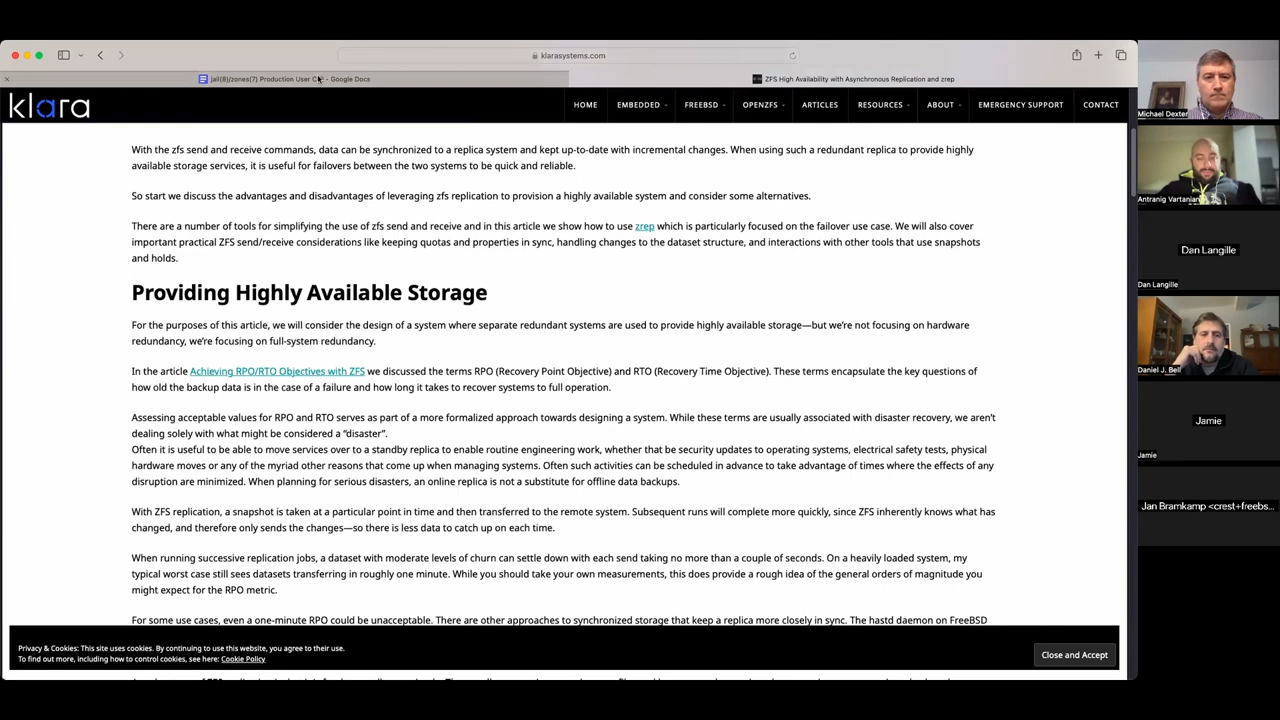 klarasystems.com
jail(8)/zones(7) Production User C - Google Docs
ZFS High Availability with Asynchronous Replication and zrep
klara
HOME
EMBEDDED
FREEBSD
OPENZFS
ARTICLES
RESOURCES
ABOUT
EMERGENCY SUPPORT
CONTACT
With the zfs send and receive commands, data can be synchronized to a replica system and kept up-to-date with incremental changes. When using such a redundant replica to provide highly
available storage services, it is useful for failovers between the two systems to be quick and reliable.
So start we discuss the advantages and disadvantages of leveraging zfs replication to provision a highly available system and consider some alternatives.
There are a number of tools for simplifying the use of zfs send and receive and in this article we show how to use zrep which is particularly focused on the failover use case. We will also cover
important practical ZFS send/receive considerations like keeping quotas and properties in sync, handling changes to the dataset structure, and interactions with other tools that use snapshots
and holds.
Providing Highly Available Storage
For the purposes of this article, we will consider the design of a system where separate redundant systems are used to provide highly available storage—but we're not focusing on hardware
redundancy, we're focusing on full-system redundancy.
In the article Achieving RPO/RTO Objectives with ZFS we discussed the terms RPO (Recovery Point Objective) and RTO (Recovery Time Objective). These terms encapsulate the key questions of
how old the backup data is in the case of a failure and how long it takes to recover systems to full operation.
Assessing acceptable values for RPO and RTO serves as part of a more formalized approach towards designing a system. While these terms are usually associated with disaster recovery, we aren't
dealing solely with what might be considered a "disaster".
Often it is useful to be able to move services over to a standby replica to enable routine engineering work, whether that be security updates to operating systems, electrical safety tests, physical
hardware moves or any of the myriad other reasons that come up when managing systems. Often such activities can be scheduled in advance to take advantage of times where the effects of any
disruption are minimized. When planning for serious disasters, an online replica is not a substitute for offline data backups.
With ZFS replication, a snapshot is taken at a particular point in time and then transferred to the remote system. Subsequent runs will complete more quickly, since ZFS inherently knows what has
changed, and therefore only sends the changes—so there is less data to catch up on each time.
When running successive replication jobs, a dataset with moderate levels of churn can settle down with each send taking no more than a couple of seconds. On a heavily loaded system, my
typical worst case still sees datasets transferring in roughly one minute. While you should take your own measurements, this does provide a rough idea of the general orders of magnitude you
might expect for the RPO metric.
For some use cases, even a one-minute RPO could be unacceptable. There are other approaches to synchronized storage that keep a replica more closely in sync. The hastd daemon on FreeBSD
Privacy & Cookies: This site uses cookies. By continuing to use this website, you agree to their use.
To find out more, including how to control cookies, see here: Cookie Policy
Close and Accept
Michael Dexter
Antranig Vartanian
Dan Langille
Dan Langille
Daniel J. Bell
Jamie
Jamie
Jan Bramkamp <crest+freebs...